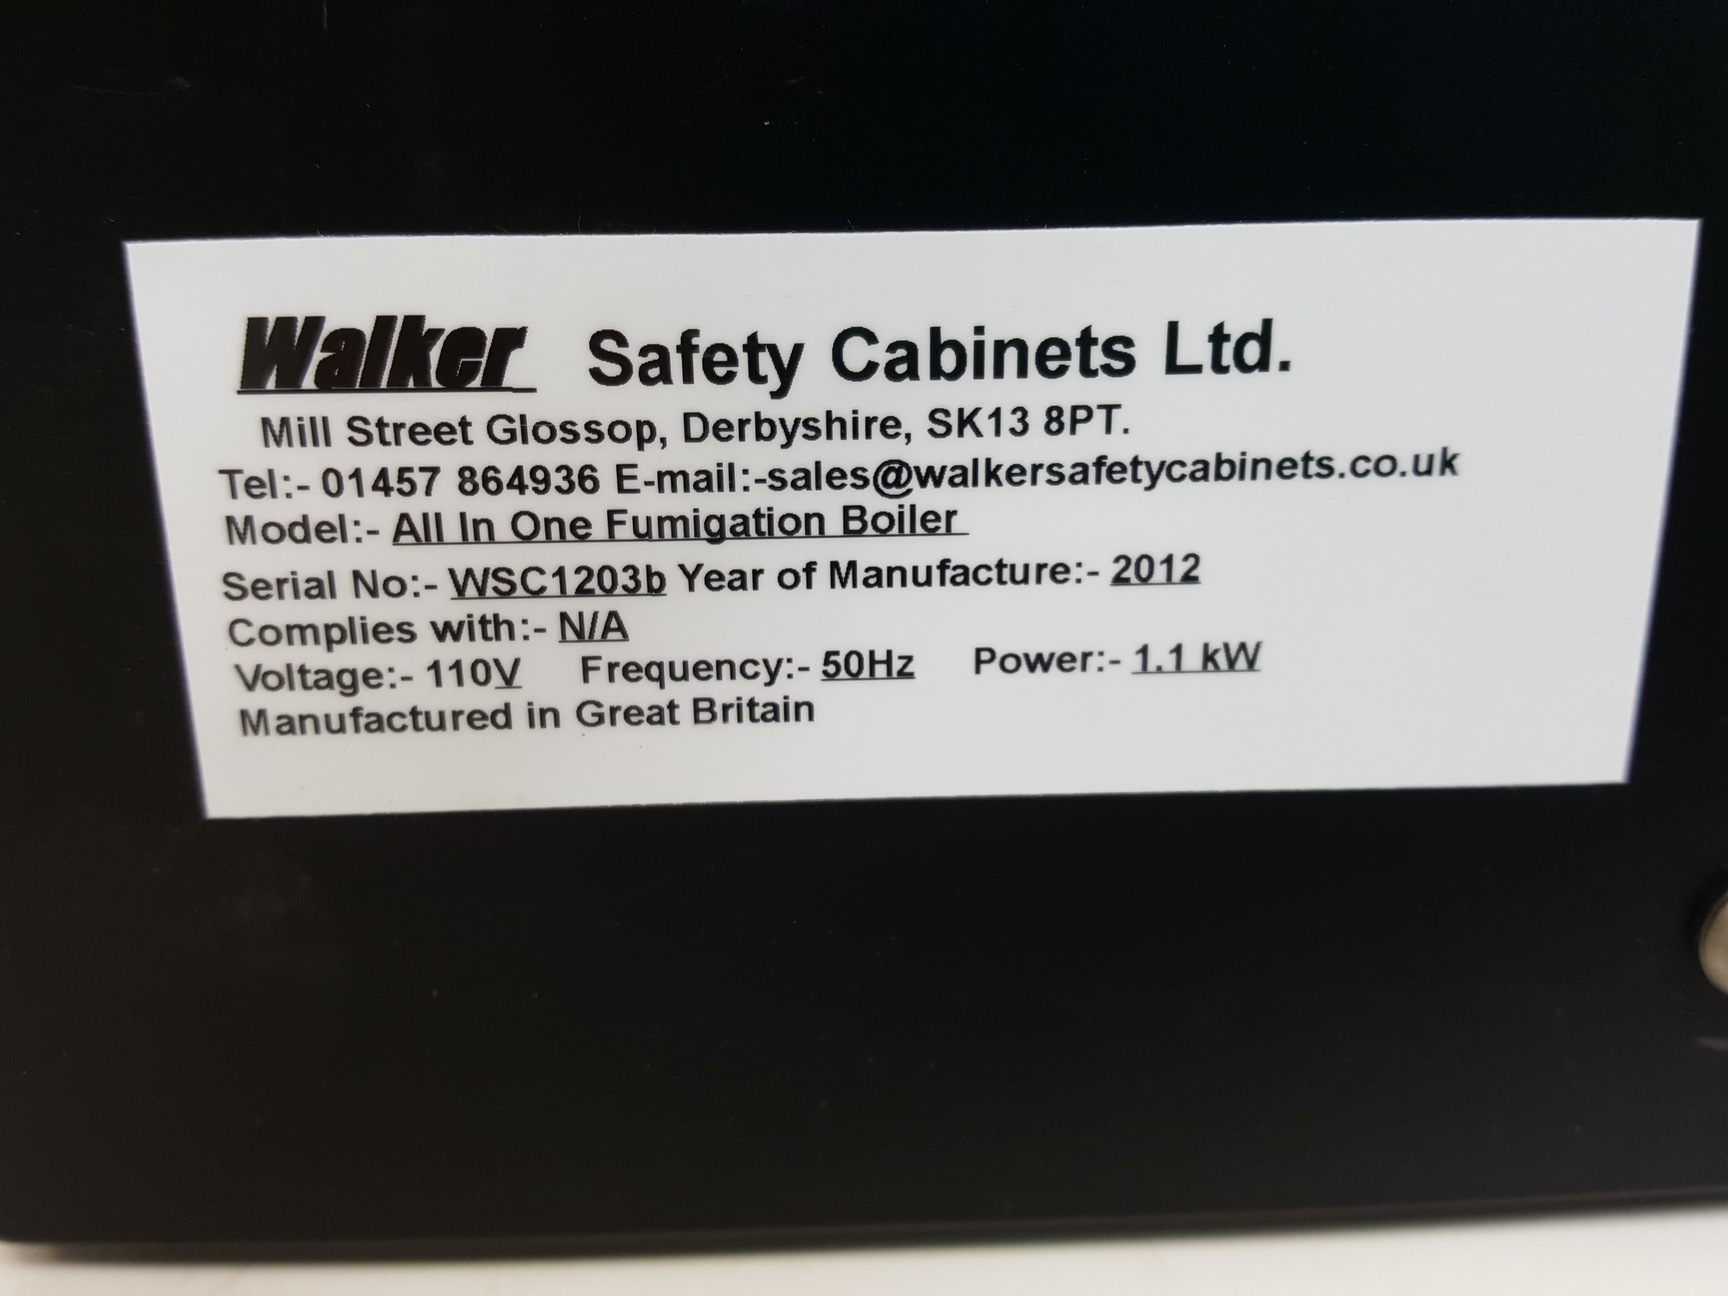 Walker Safety Cabinets Ltd.
Mill Street Glossop, Derbyshire, SK13 8PT.
Tel:- 01457 864936 E-mail:-sales@walkersafetycabinets.co.uk
Model:- All In One Fumigation Boiler
Serial No:- WSC1203b Year of Manufacture:- 2012
Complies with:- N/A
Voltage:- 110V Frequency:- 50Hz Power:- 1.1 kW
Manufactured in Great Britain